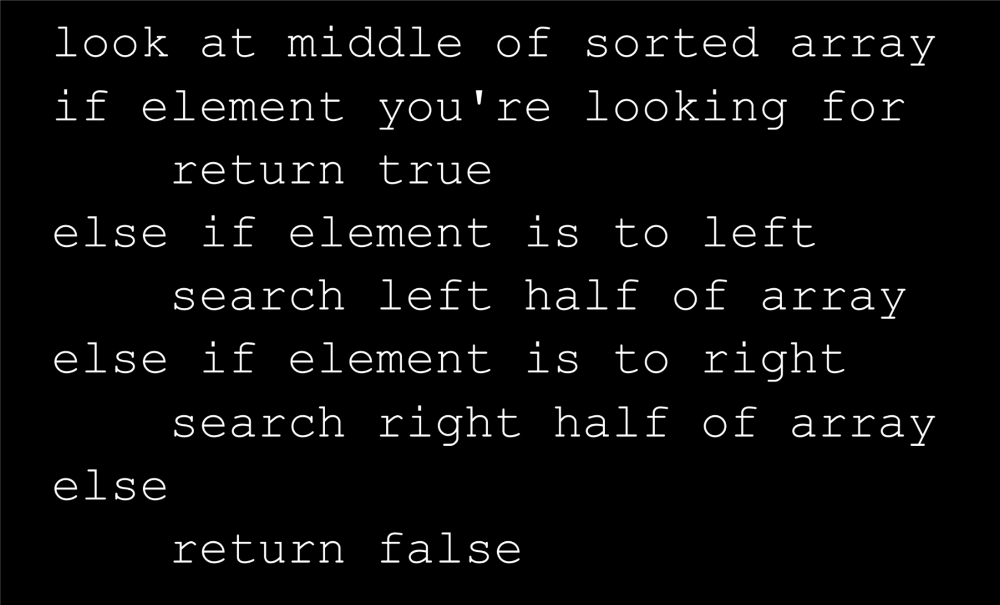 look at middle of sorted array
if element you're looking for
    return true
else if element is to left
    search left half of array
else if element is to right
    search right half of array
else
    return false